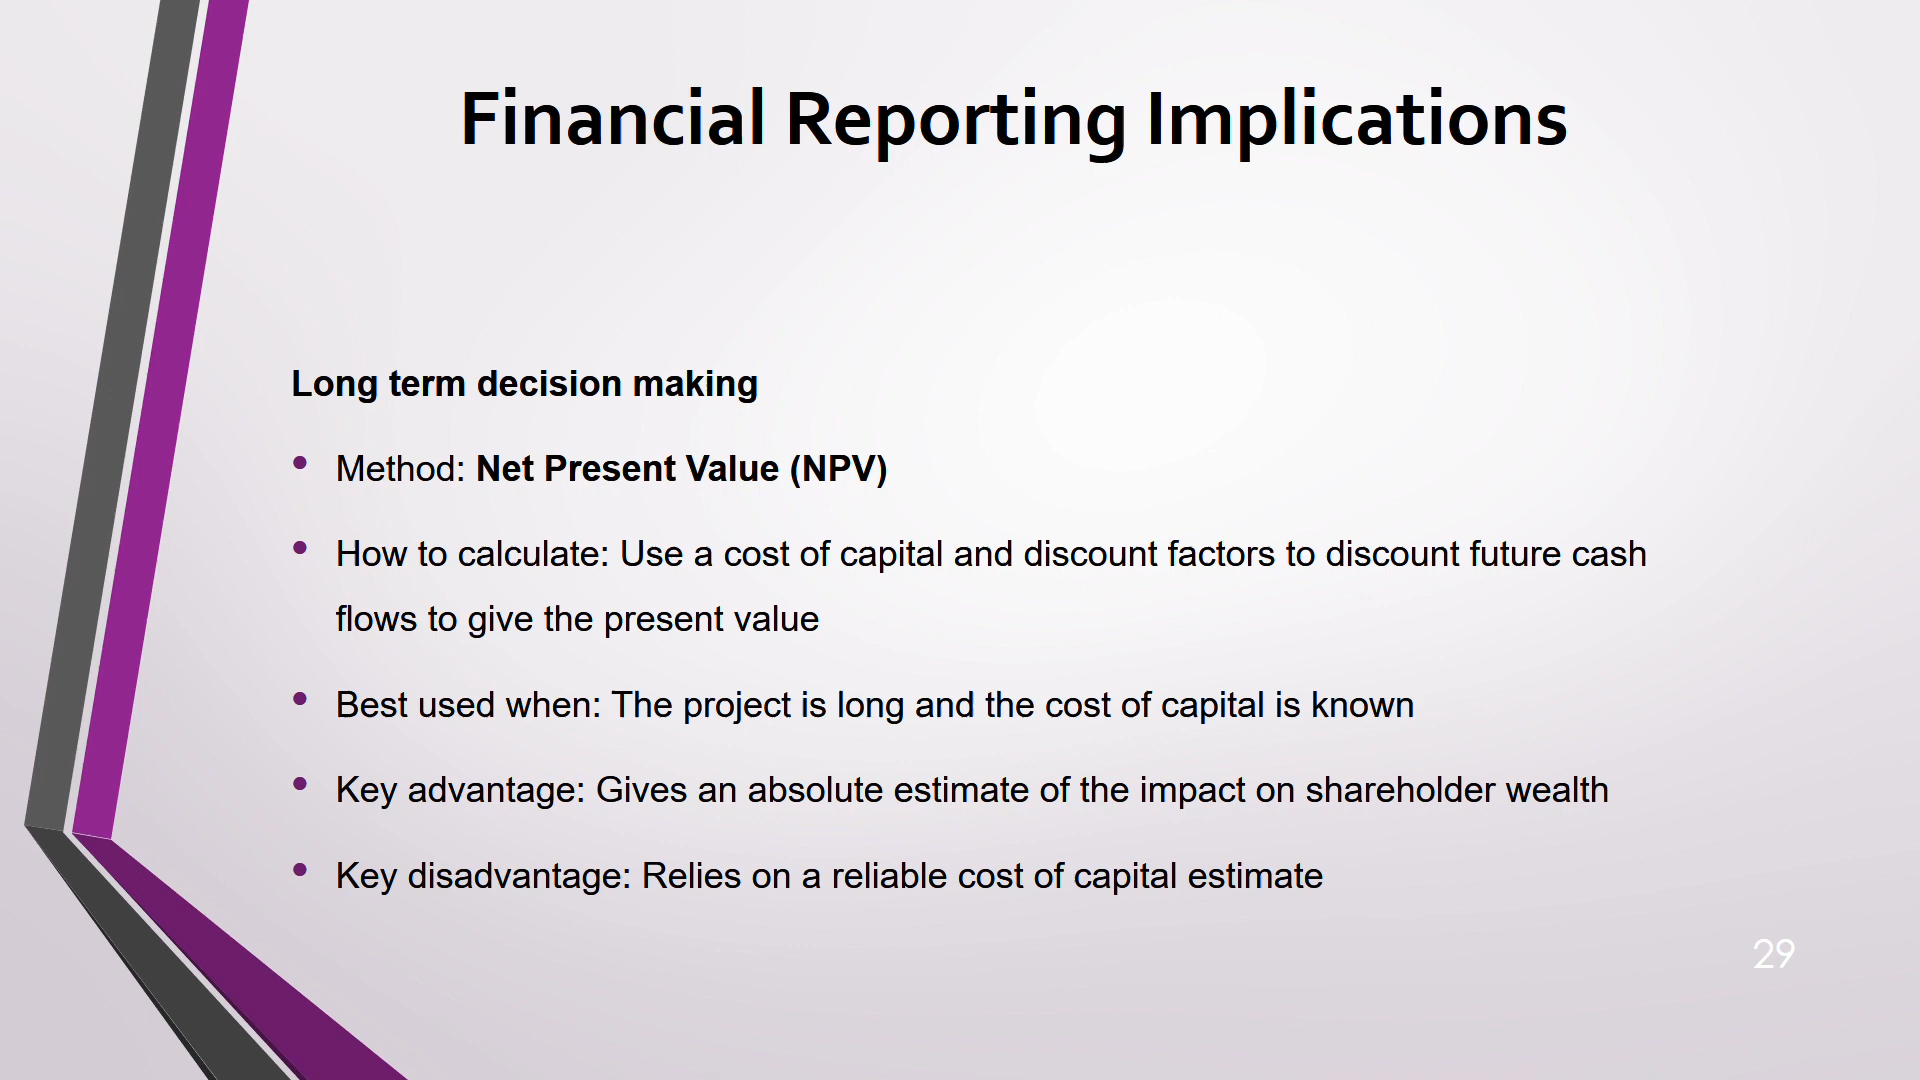 Financial Reporting Implications
Long term decision making
• Method: Net Present Value (NPV)
• How to calculate: Use a cost of capital and discount factors to discount future cash
flows to give the present value
• Best used when: The project is long and the cost of capital is known
• Key advantage: Gives an absolute estimate of the impact on shareholder wealth
• Key disadvantage: Relies on a reliable cost of capital estimate
29